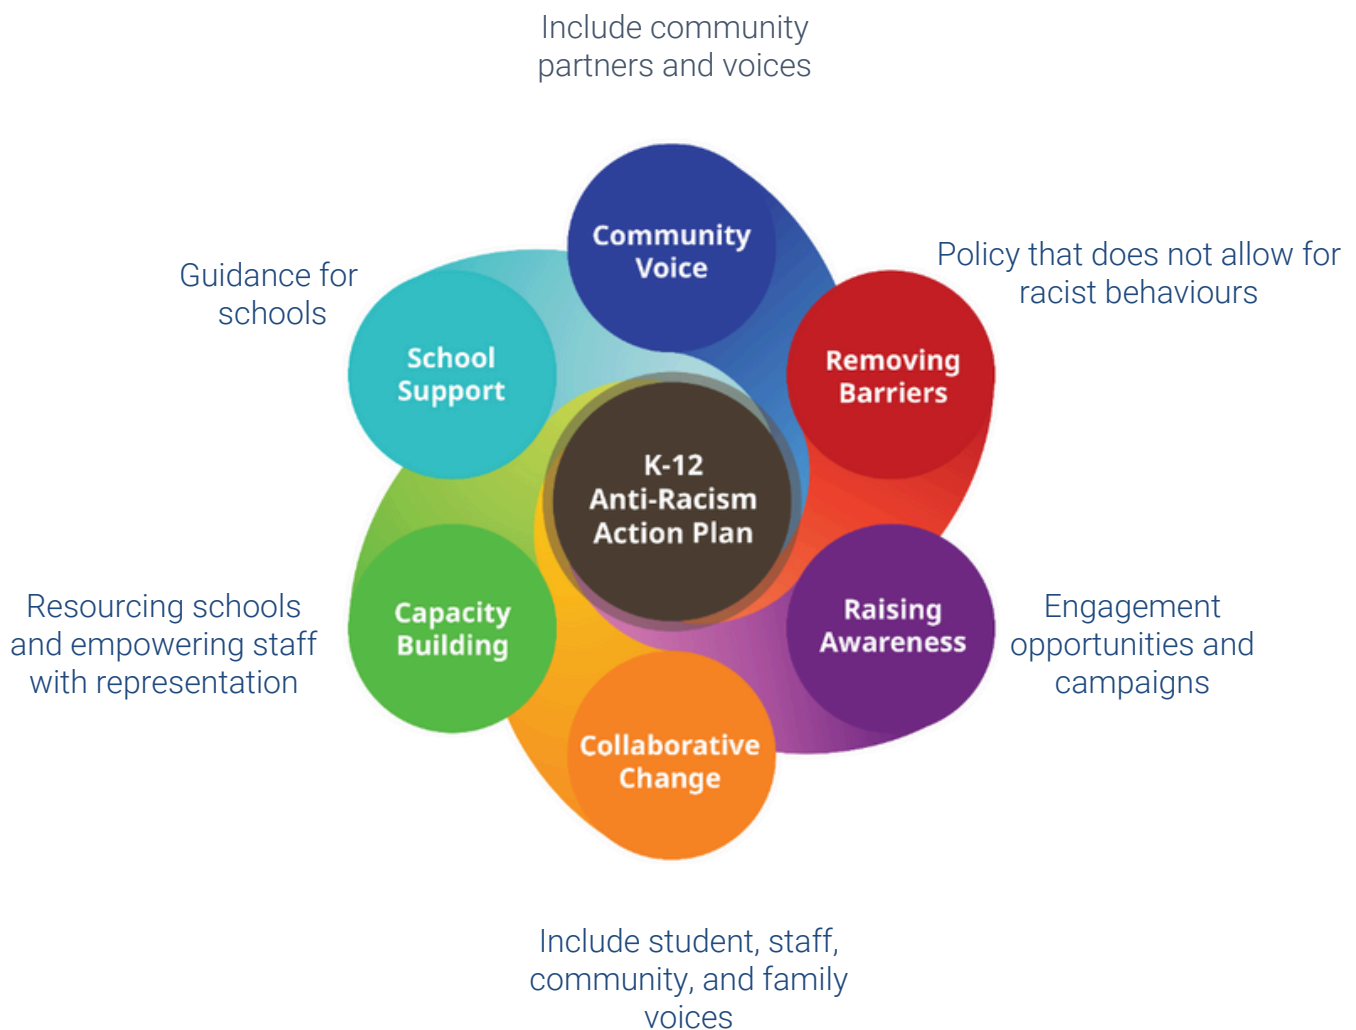 Include community
partners and voices
Community
Voice
Policy that does not allow for
racist behaviours
Guidance for
schools
School
Support
Removing
Barriers
K-12
Anti-Racism
Action Plan
Resourcing schools
and empowering staff
with representation
Capacity
Building
Raising
Awareness
Engagement
opportunities and
campaigns
Collaborative
Change
Include student, staff,
community, and family
voices